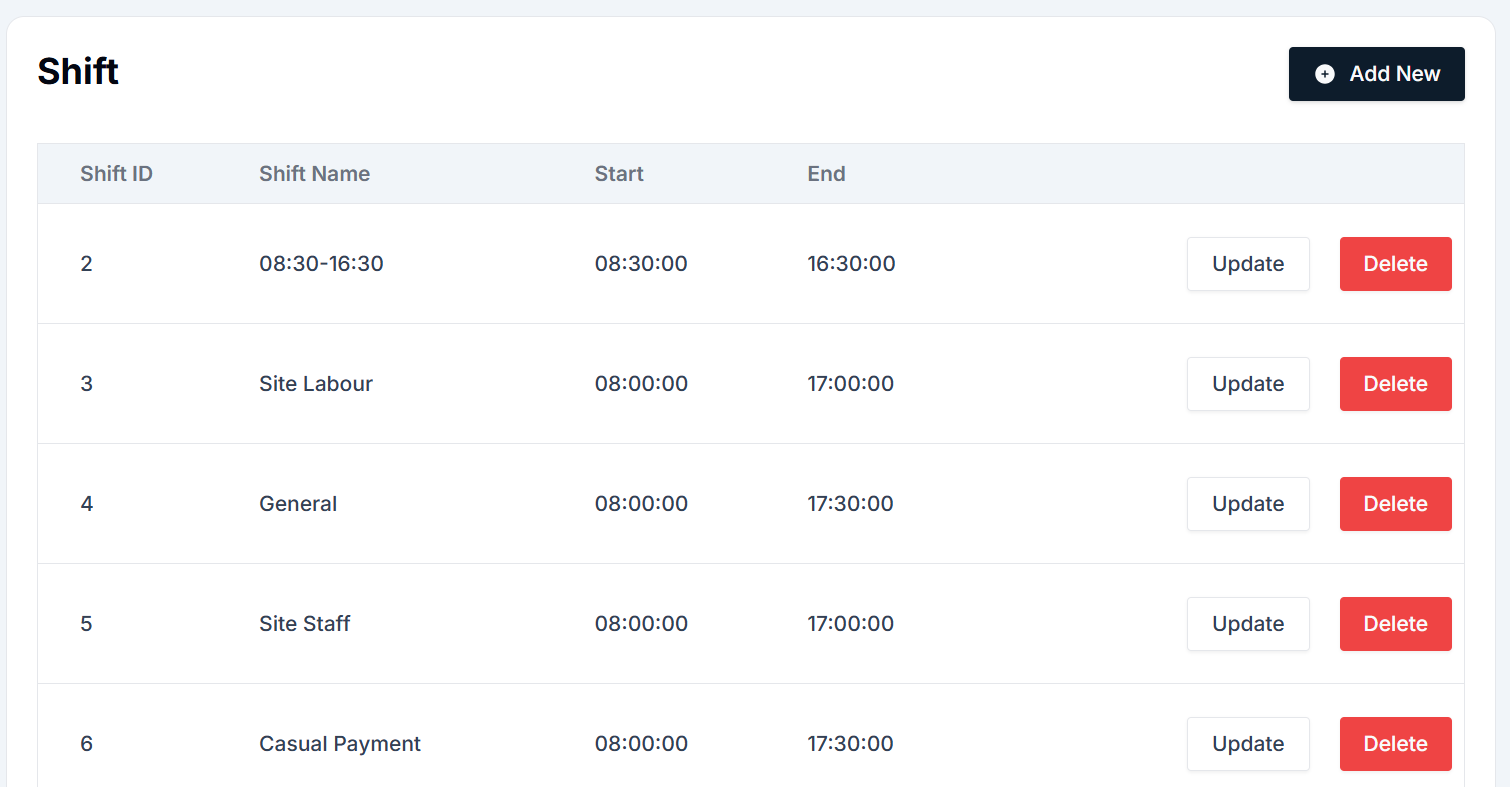 Shift
Add New
Shift ID Shift Name Start End
2 08:30-16:30 08:30:00 16:30:00 Update Delete
3 Site Labour 08:00:00 17:00:00 Update Delete
4 General 08:00:00 17:30:00 Update Delete
5 Site Staff 08:00:00 17:00:00 Update Delete
6 Casual Payment 08:00:00 17:30:00 Update Delete